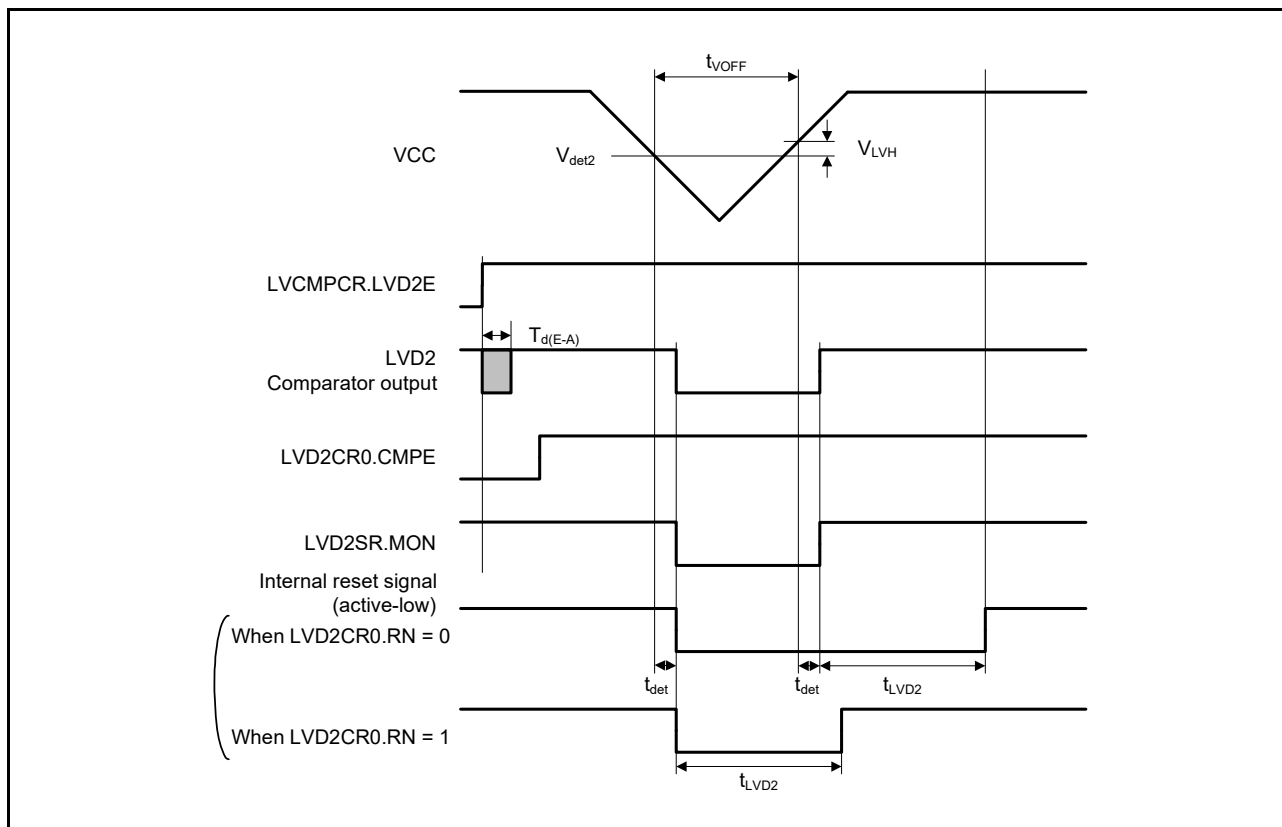 tVOFF
VCC
Vdet2
VLVH
LVCMPCR.LVD2E
Td(E-A)
LVD2
Comparator output
LVD2CR0.CMPE
LVD2SR.MON
Internal reset signal
(active-low)
When LVD2CR0.RN = 0
tdet
tdet
tLVD2
When LVD2CR0.RN = 1
tLVD2